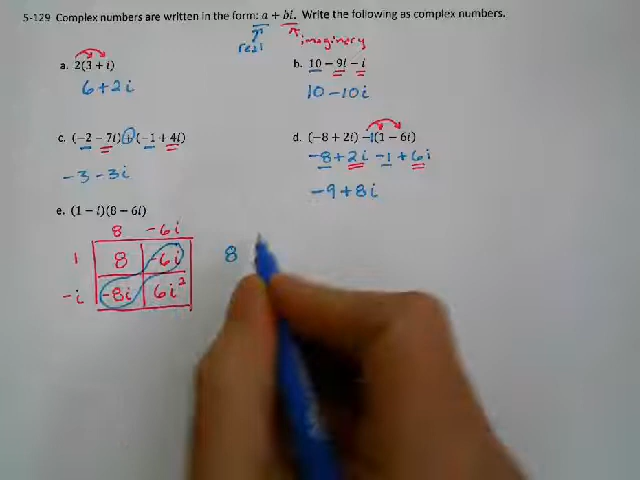 5-129 Complex numbers are written in the form: a + bi. Write the following as complex numbers.
real
imaginary
a. 2(3 + i)
6 + 2i
b. 10 − 9i − i
10 − 10i
c. (−2 − 7i) + (−1 + 4i)
−3 − 3i
d. (−8 + 2i) −1(1 − 6i)
−8 + 2i −1 + 6i
−9 + 8i
e. (1 − i)(8 − 6i)
8 −6i
1 8 −6i
−i −8i 6i²
8